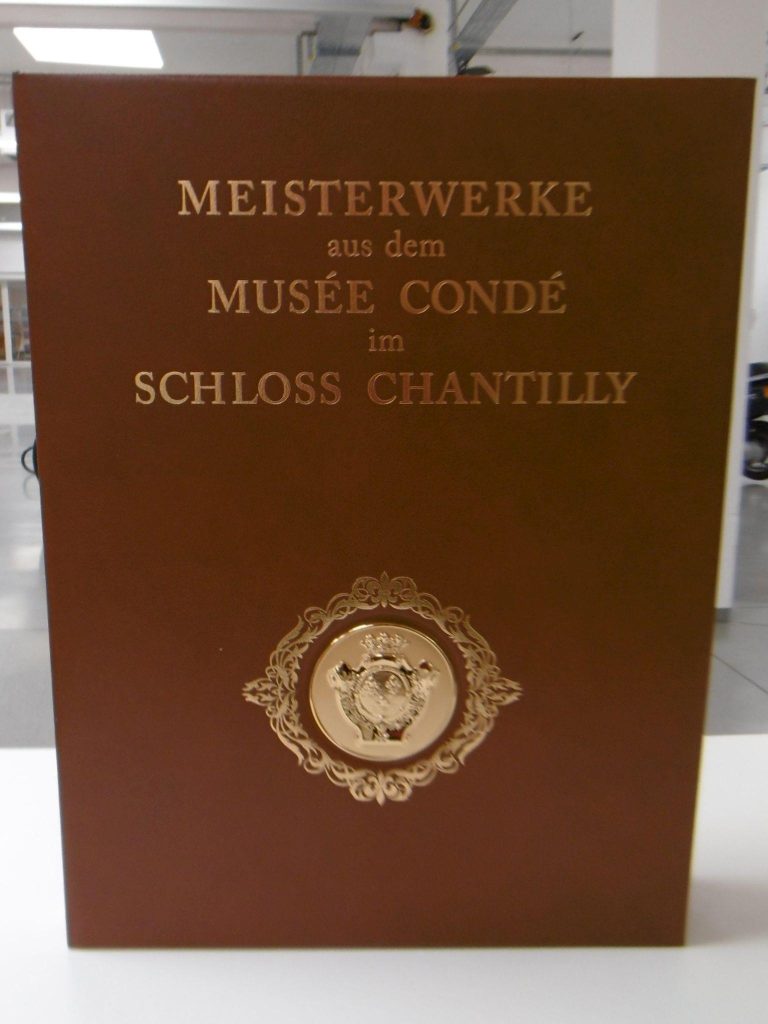 MEISTERWERKE
aus dem
MUSÉE CONDÉ
im
SCHLOSS CHANTILLY